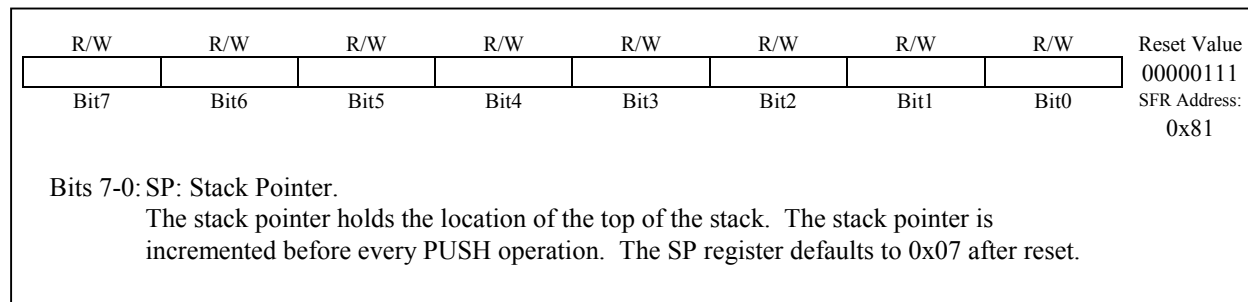 R/W R/W R/W R/W R/W R/W R/W R/W Reset Value
00000111
Bit7 Bit6 Bit5 Bit4 Bit3 Bit2 Bit1 Bit0 SFR Address:
0x81
Bits 7-0: SP: Stack Pointer.
The stack pointer holds the location of the top of the stack. The stack pointer is
incremented before every PUSH operation. The SP register defaults to 0x07 after reset.